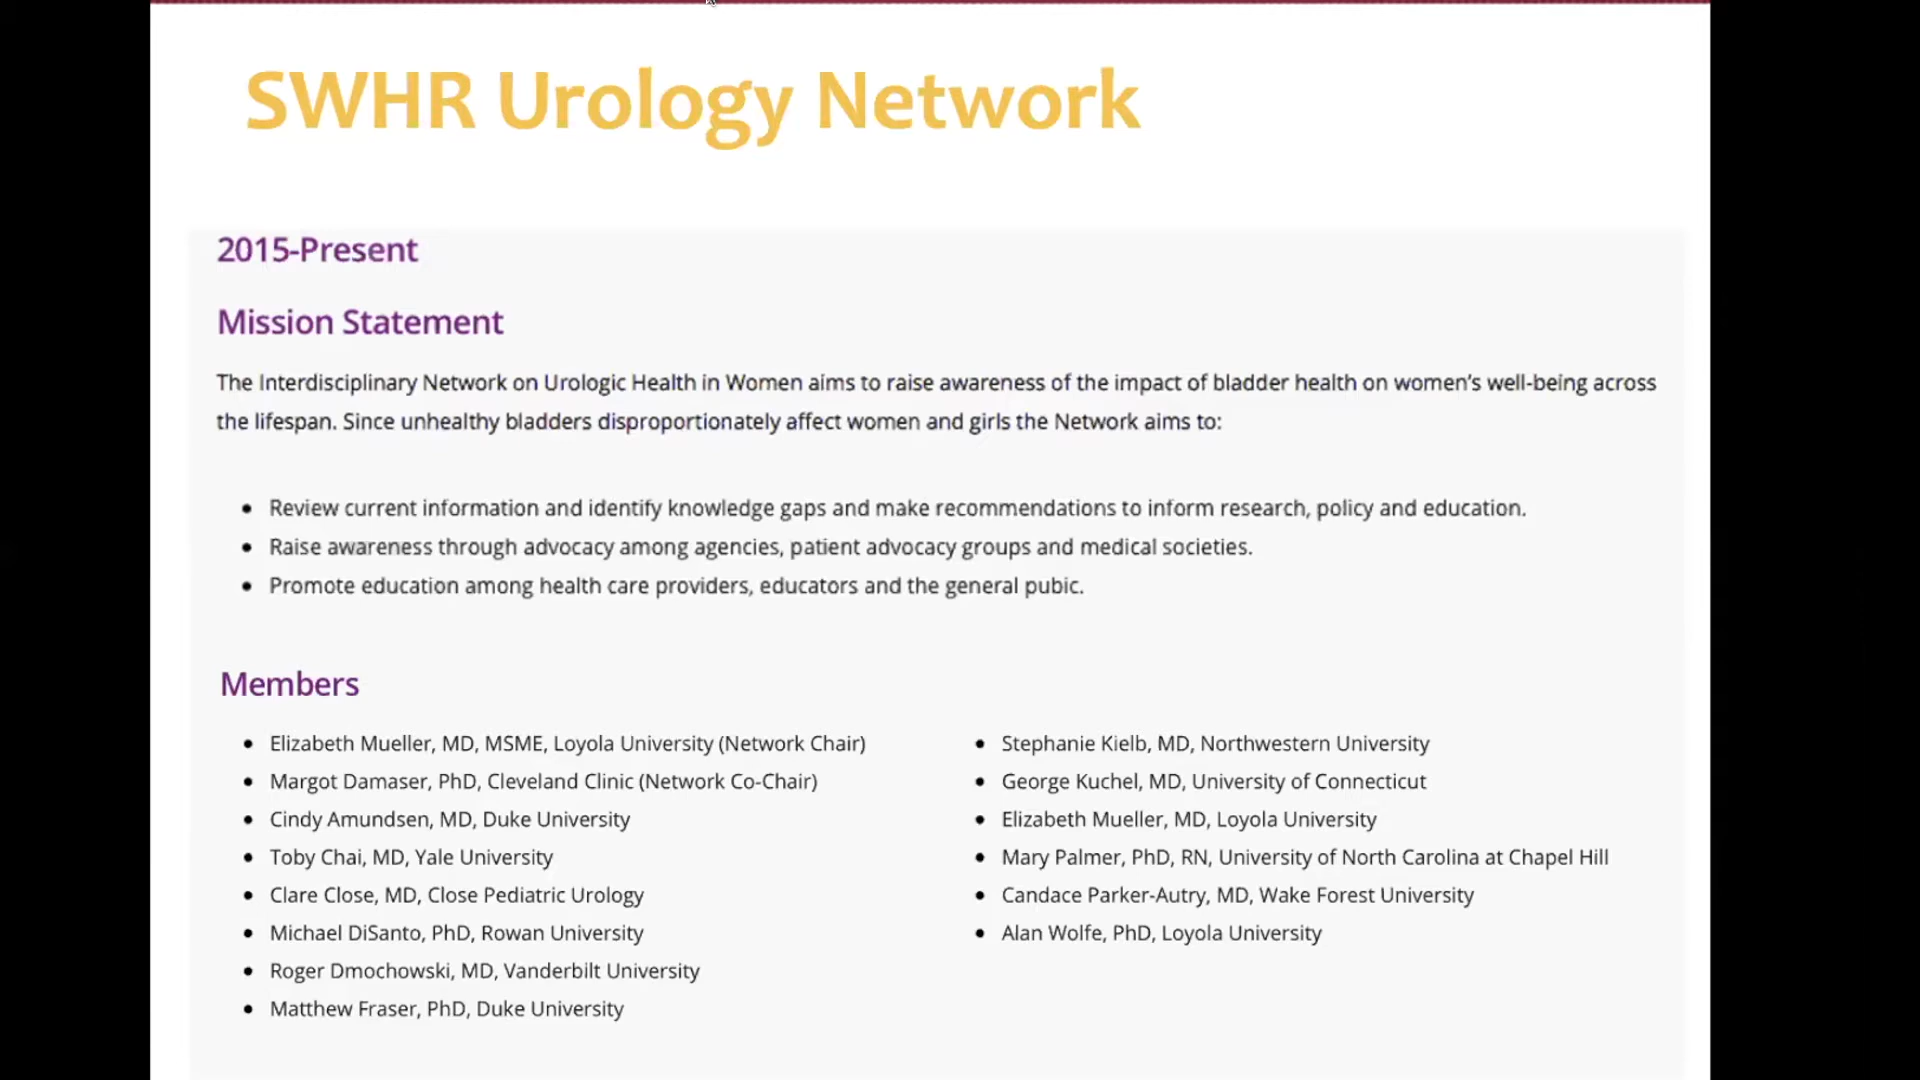 SWHR Urology Network
2015-Present
Mission Statement
The Interdisciplinary Network on Urologic Health in Women aims to raise awareness of the impact of bladder health on women's well-being across
the lifespan. Since unhealthy bladders disproportionately affect women and girls the Network aims to:
• Review current information and identify knowledge gaps and make recommendations to inform research, policy and education.
• Raise awareness through advocacy among agencies, patient advocacy groups and medical societies.
• Promote education among health care providers, educators and the general pubic.
Members
• Elizabeth Mueller, MD, MSME, Loyola University (Network Chair)
• Margot Damaser, PhD, Cleveland Clinic (Network Co-Chair)
• Cindy Amundsen, MD, Duke University
• Toby Chai, MD, Yale University
• Clare Close, MD, Close Pediatric Urology
• Michael DiSanto, PhD, Rowan University
• Roger Dmochowski, MD, Vanderbilt University
• Matthew Fraser, PhD, Duke University
• Stephanie Kielb, MD, Northwestern University
• George Kuchel, MD, University of Connecticut
• Elizabeth Mueller, MD, Loyola University
• Mary Palmer, PhD, RN, University of North Carolina at Chapel Hill
• Candace Parker-Autry, MD, Wake Forest University
• Alan Wolfe, PhD, Loyola University